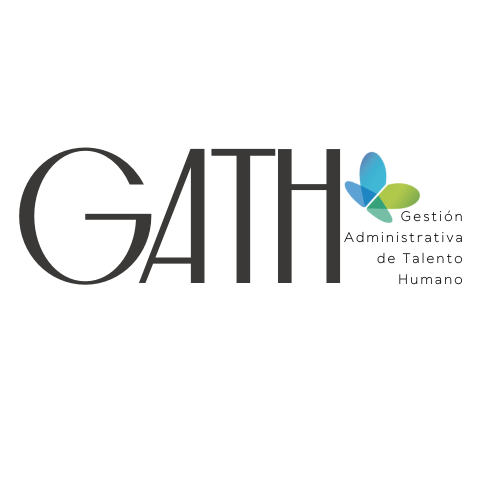 GATH
Gestión
Administrativa
de Talento
Humano